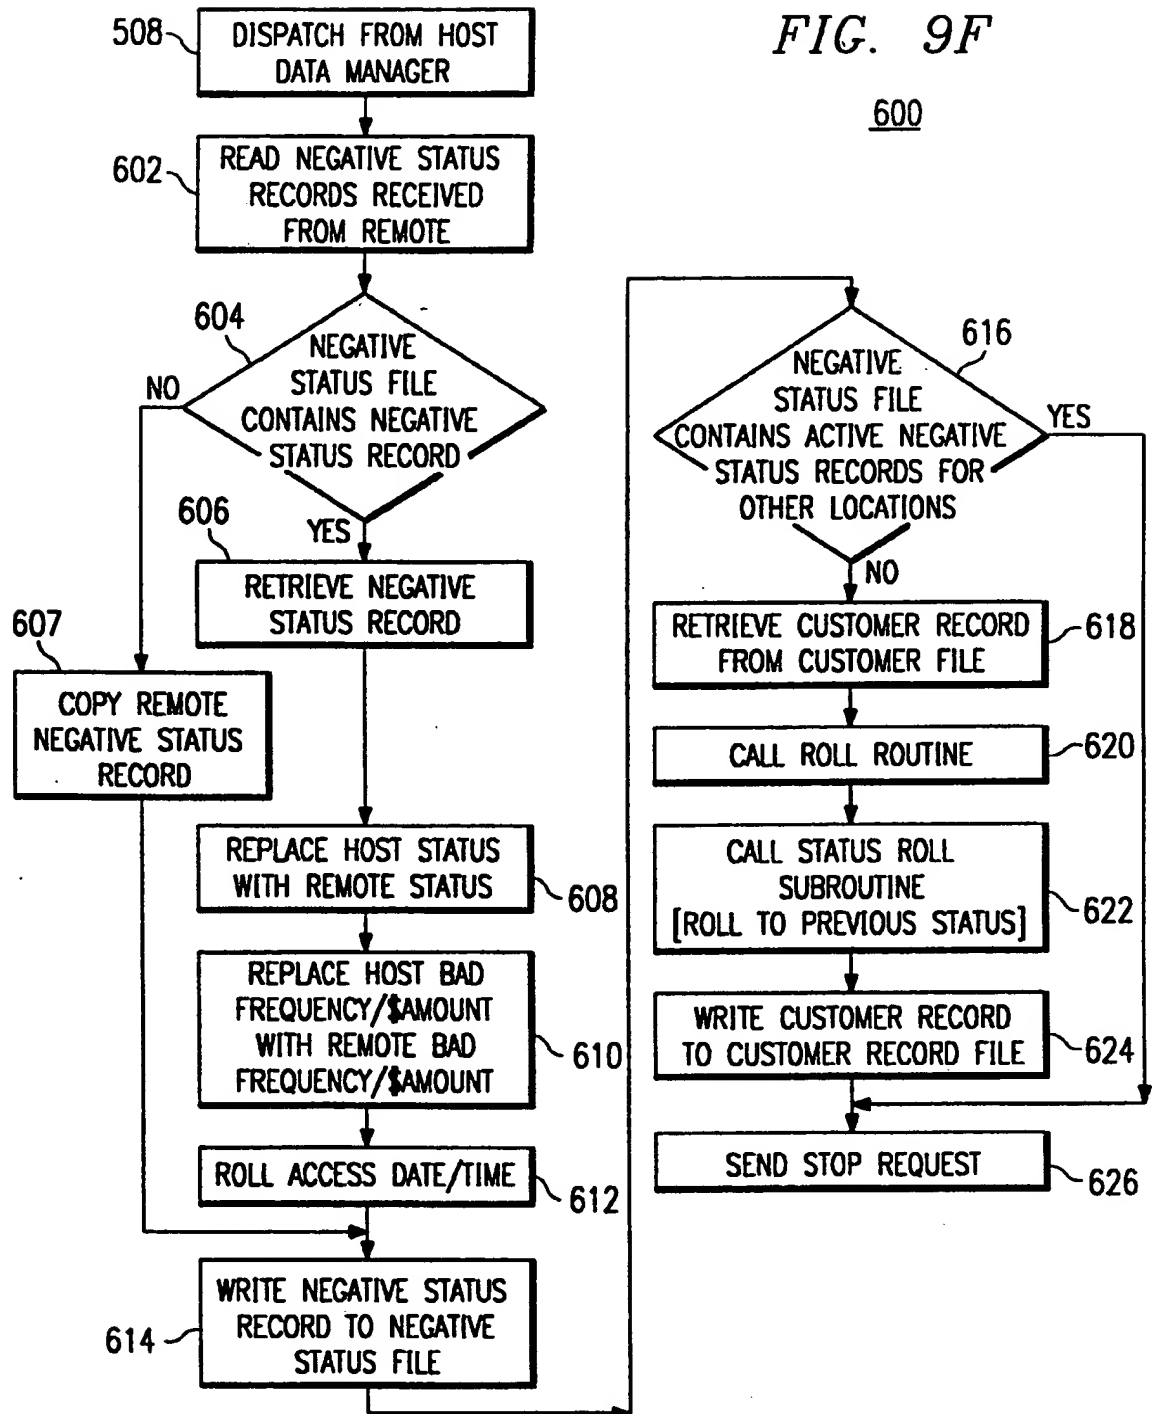 FIG. 9F
600
508
DISPATCH FROM HOST
DATA MANAGER
602
READ NEGATIVE STATUS
RECORDS RECEIVED
FROM REMOTE
604
NEGATIVE
STATUS FILE
CONTAINS NEGATIVE
STATUS RECORD
NO
YES
606
RETRIEVE NEGATIVE
STATUS RECORD
607
COPY REMOTE
NEGATIVE STATUS
RECORD
REPLACE HOST STATUS
WITH REMOTE STATUS
608
REPLACE HOST BAD
FREQUENCY/$AMOUNT
WITH REMOTE BAD
FREQUENCY/$AMOUNT
610
ROLL ACCESS DATE/TIME
612
WRITE NEGATIVE STATUS
RECORD TO NEGATIVE
STATUS FILE
614
616
NEGATIVE
STATUS FILE
CONTAINS ACTIVE NEGATIVE
STATUS RECORDS FOR
OTHER LOCATIONS
YES
NO
RETRIEVE CUSTOMER RECORD
FROM CUSTOMER FILE
618
CALL ROLL ROUTINE
620
CALL STATUS ROLL
SUBROUTINE
[ROLL TO PREVIOUS STATUS]
622
WRITE CUSTOMER RECORD
TO CUSTOMER RECORD FILE
624
SEND STOP REQUEST
626